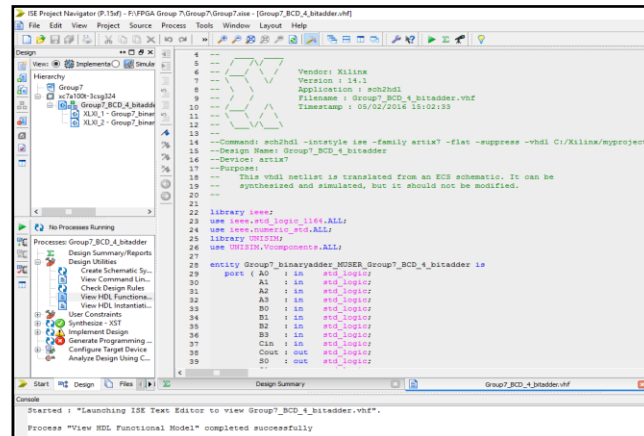 ISE Project Navigator (P.15xf) - F:\FPGA Group 7\Group7\Group7.xise - [Group7_BCD_4_bitadder.vhf]
File Edit View Project Source Process Tools Window Layout Help
Design
View: Implementa Simular
Hierarchy
Group7
xc7a100t-3csg324
Group7_BCD_4_bitadde
XLXI_1 - Group7_binar
XLXI_2 - Group7_binar
No Processes Running
Processes: Group7_BCD_4_bitadder
Design Summary/Reports
Design Utilities
Create Schematic Sy...
View Command Lin...
Check Design Rules
View HDL Functiona...
View HDL Instantiati...
User Constraints
Synthesize - XST
Implement Design
Generate Programming ...
Configure Target Device
Analyze Design Using C...
Start Design Files
4 -- ____ ____
5 -- / /\/ /
6 -- /___/ \ / Vendor: Xilinx
7 -- \ \ \/ Version : 14.1
8 -- \ \ Application : sch2hdl
9 -- / / Filename : Group7_BCD_4_bitadder.vhf
10 -- /___/ /\ Timestamp : 05/02/2016 15:02:33
11 -- \ \ / \
12 -- \___\/\___\
13 --
14 --Command: sch2hdl -intstyle ise -family artix7 -flat -suppress -vhdl C:/Xilinx/myproject
15 --Design Name: Group7_BCD_4_bitadder
16 --Device: artix7
17 --Purpose:
18 -- This vhdl netlist is translated from an ECS schematic. It can be
19 -- synthesized and simulated, but it should not be modified.
20 --
21
22 library ieee;
23 use ieee.std_logic_1164.ALL;
24 use ieee.numeric_std.ALL;
25 library UNISIM;
26 use UNISIM.Vcomponents.ALL;
27
28 entity Group7_binaryadder_MUSER_Group7_BCD_4_bitadder is
29 port ( A0 : in std_logic;
30 A1 : in std_logic;
31 A2 : in std_logic;
32 A3 : in std_logic;
33 B0 : in std_logic;
34 B1 : in std_logic;
35 B2 : in std_logic;
36 B3 : in std_logic;
37 Cin : in std_logic;
38 Cout : out std_logic;
39 S0 : out std_logic;
Design Summary
Group7_BCD_4_bitadder.vhf
Console
Started : "Launching ISE Text Editor to view Group7_BCD_4_bitadder.vhf".
Process "View HDL Functional Model" completed successfully